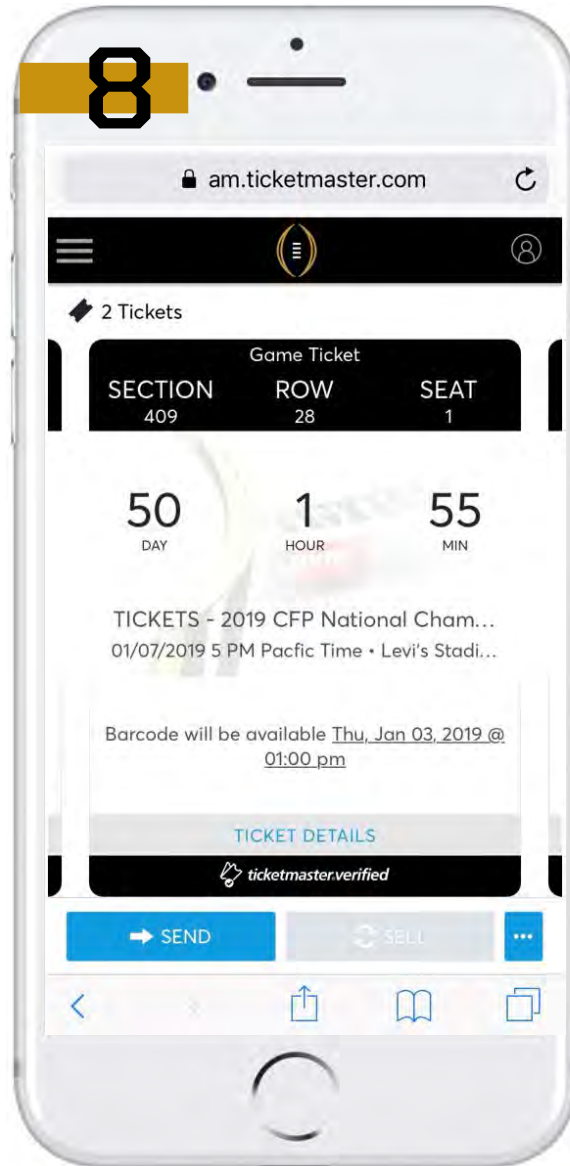 8
am.ticketmaster.com
2 Tickets
Game Ticket
SECTION ROW SEAT
409 28 1
50 1 55
DAY HOUR MIN
TICKETS - 2019 CFP National Cham...
01/07/2019 5 PM Pacfic Time • Levi's Stadi...
Barcode will be available Thu, Jan 03, 2019 @
01:00 pm
TICKET DETAILS
ticketmaster verified
SEND SELL ...